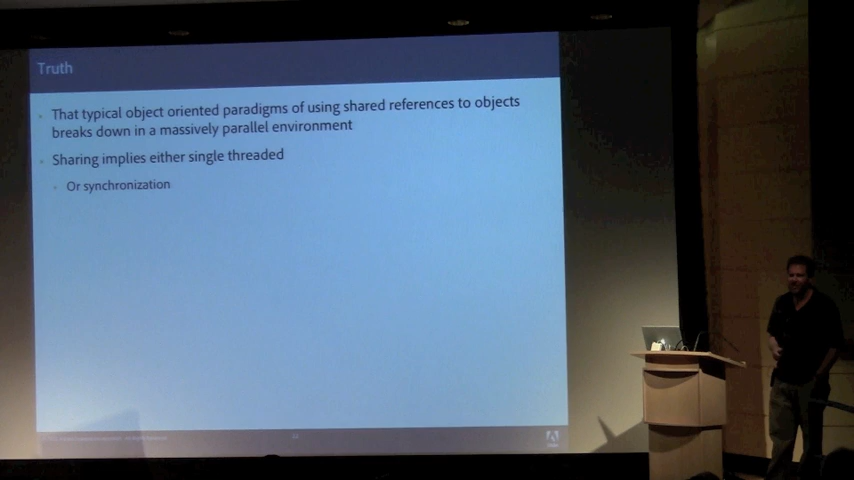 Truth
That typical object oriented paradigms of using shared references to objects
breaks down in a massively parallel environment
Sharing implies either single threaded
Or synchronization